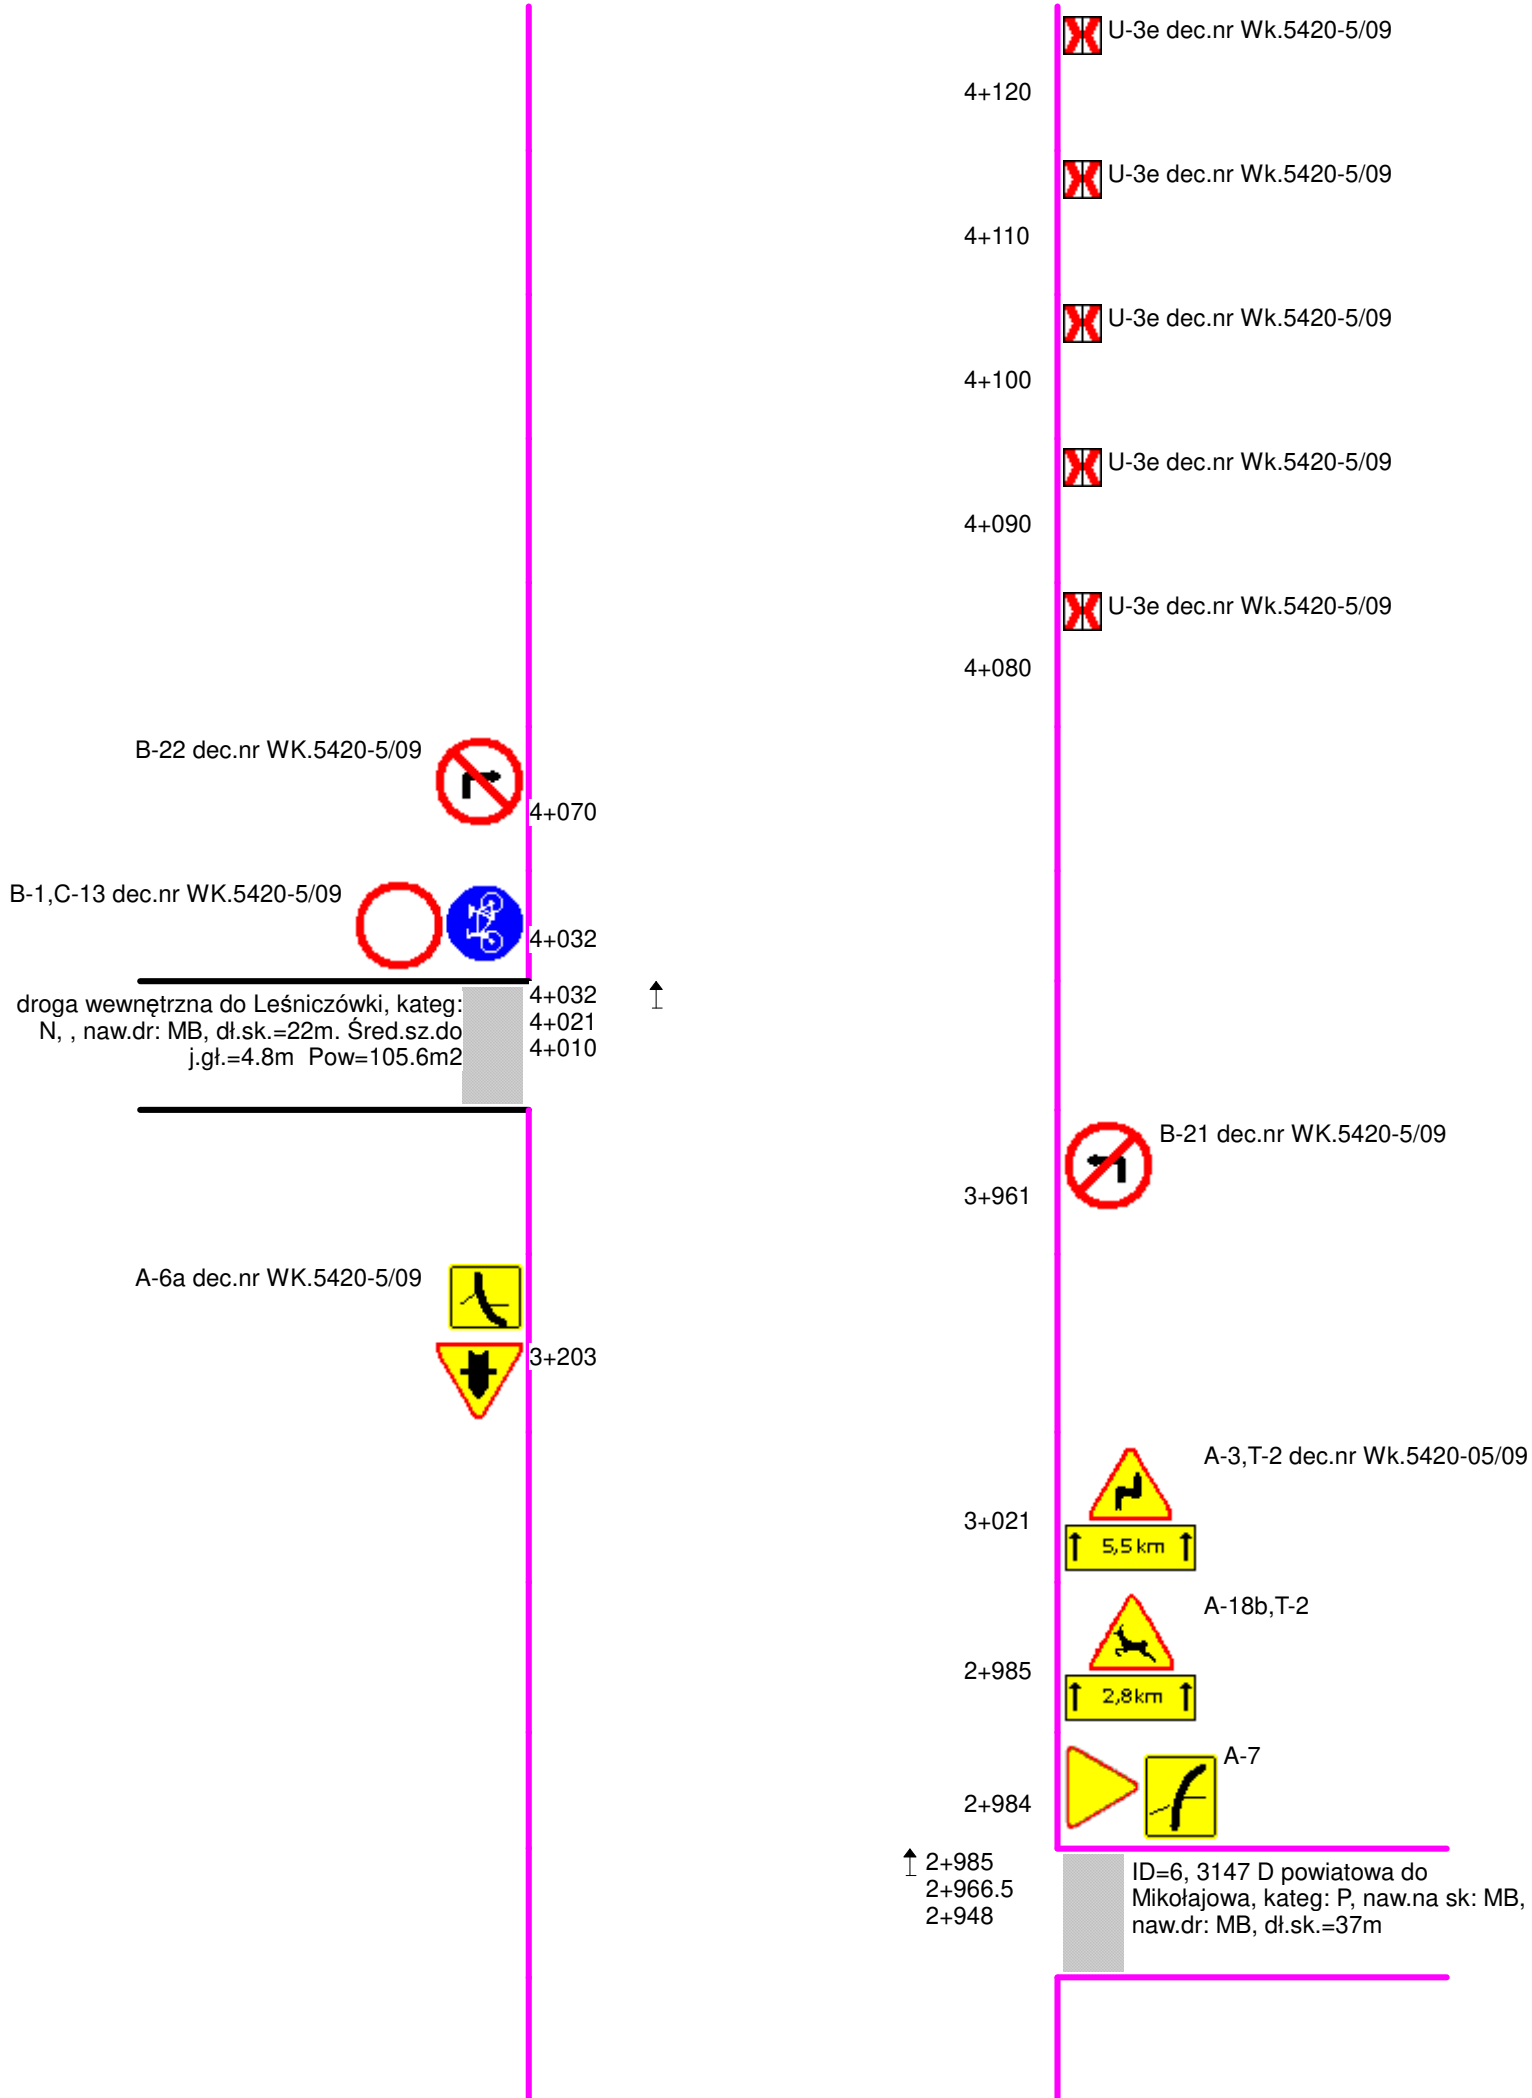 U-3e dec.nr Wk.5420-5/09
4+120
U-3e dec.nr Wk.5420-5/09
4+110
U-3e dec.nr Wk.5420-5/09
4+100
U-3e dec.nr Wk.5420-5/09
4+090
U-3e dec.nr Wk.5420-5/09
4+080
B-22 dec.nr WK.5420-5/09
4+070
B-1,C-13 dec.nr WK.5420-5/09
4+032
droga wewnętrzna do Leśniczówki, kateg:
N, , naw.dr: MB, dł.sk.=22m. Śred.sz.do
j.gł.=4.8m  Pow=105.6m2
4+032
4+021
4+010
B-21 dec.nr WK.5420-5/09
3+961
A-6a dec.nr WK.5420-5/09
3+203
A-3,T-2 dec.nr Wk.5420-05/09
3+021
5,5 km
A-18b,T-2
2+985
2,8km
A-7
2+984
2+985
2+966.5
2+948
ID=6, 3147 D powiatowa do
Mikołajowa, kateg: P, naw.na sk: MB,
naw.dr: MB, dł.sk.=37m